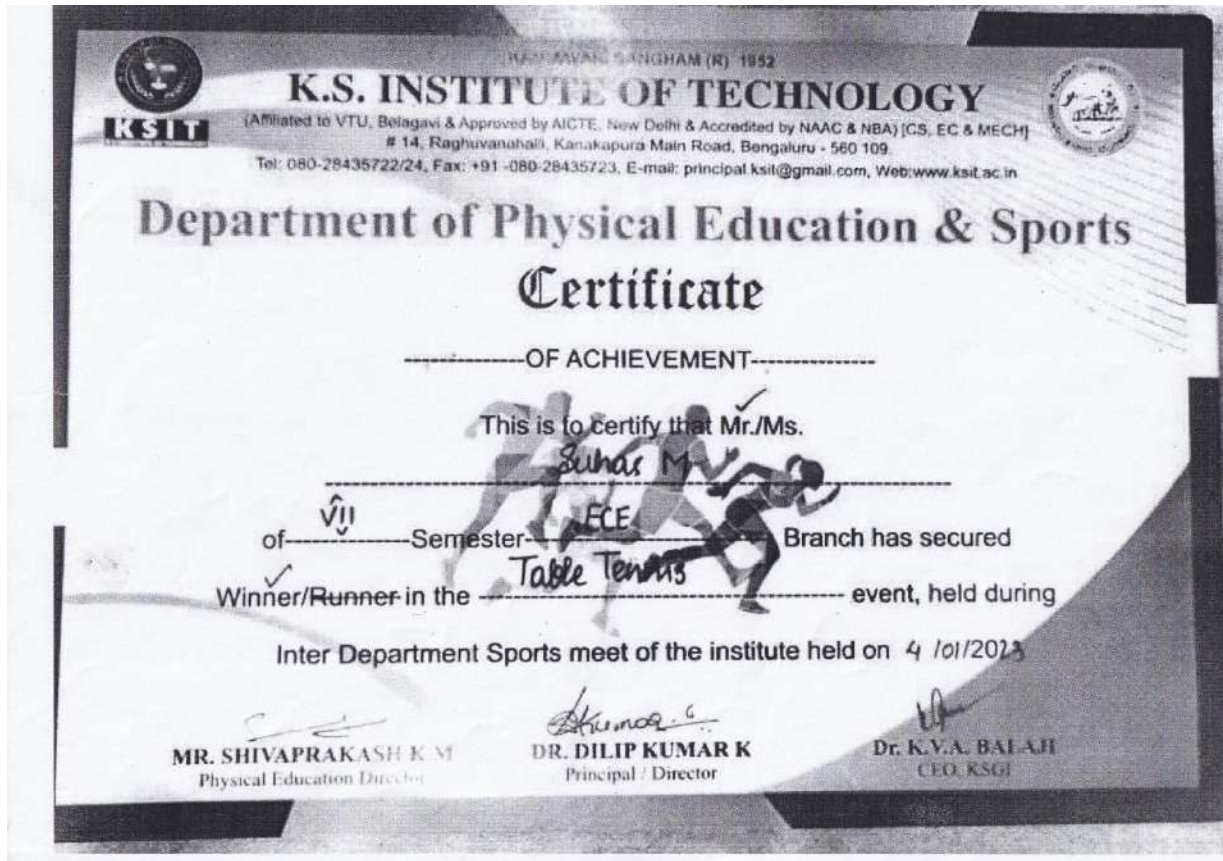 SANGHAM (R) 1952
K.S. INSTITUTE OF TECHNOLOGY
KSIT
(Affiliated to VTU, Belagavi & Approved by AICTE, New Delhi & Accredited by NAAC & NBA) [CS, EC & MECH]
# 14, Raghuvanahalli, Kanakapura Main Road, Bengaluru - 560 109.
Tel: 080-28435722/24, Fax: +91 -080-28435723, E-mail: principal.ksit@gmail.com, Web:www.ksit.ac.in
Department of Physical Education & Sports
Certificate
--------------OF ACHIEVEMENT--------------
This is to certify that Mr./Ms.
Suhas M
of VII Semester ECE Branch has secured
Winner/Runner in the Table Tennis event, held during
Inter Department Sports meet of the institute held on 4/01/2023
MR. SHIVAPRAKASH K M
Physical Education Director
DR. DILIP KUMAR K
Principal / Director
Dr. K.V.A. BALAJI
CEO, KSGI